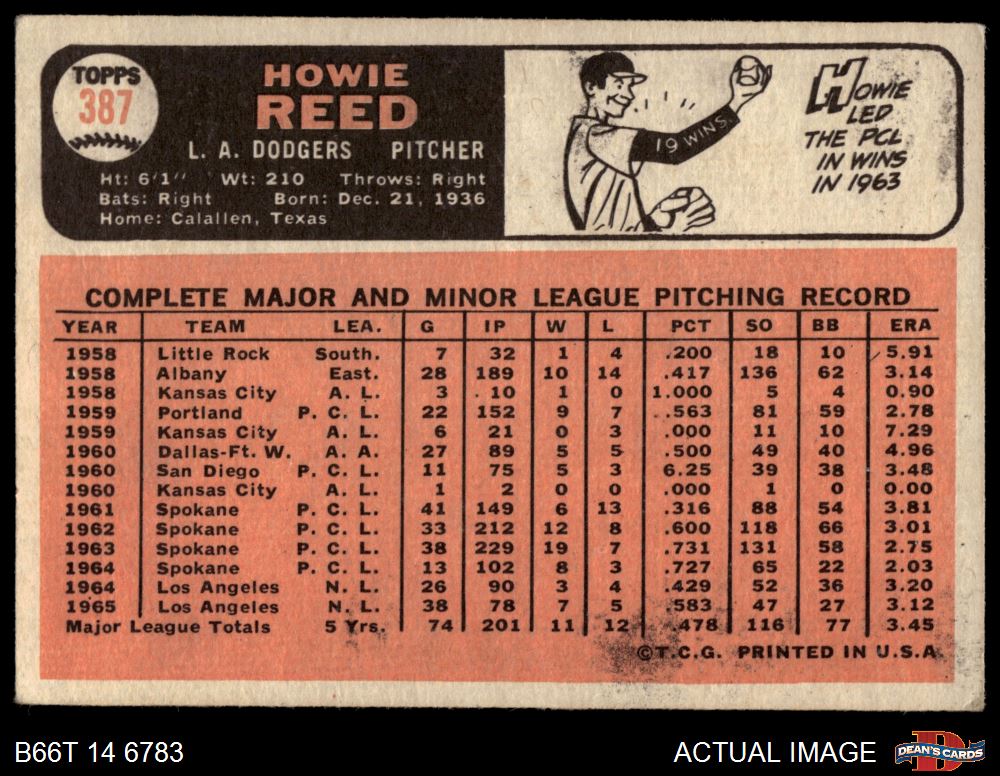 TOPPS
387
HOWIE
REED
L. A. DODGERS PITCHER
Ht: 6'1" Wt: 210 Throws: Right
Bats: Right Born: Dec. 21, 1936
Home: Calallen, Texas
19 WINS
HOWIE
LED
THE PCL
IN WINS
IN 1963
COMPLETE MAJOR AND MINOR LEAGUE PITCHING RECORD
YEAR TEAM LEA. G IP W L PCT SO BB ERA
1958 Little Rock South. 7 32 1 4 .200 18 10 5.91
1958 Albany East. 28 189 10 14 .417 136 62 3.14
1958 Kansas City A. L. 3 10 1 0 1.000 5 4 0.90
1959 Portland P. C. L. 22 152 9 7 .563 81 59 2.78
1959 Kansas City A. L. 6 21 0 3 .000 11 10 7.29
1960 Dallas-Ft. W. A. A. 27 89 5 5 .500 49 40 4.96
1960 San Diego P. C. L. 11 75 5 3 6.25 39 38 3.48
1960 Kansas City A. L. 1 2 0 0 .000 1 0 0.00
1961 Spokane P. C. L. 41 149 6 13 .316 88 54 3.81
1962 Spokane P. C. L. 33 212 12 8 .600 118 66 3.01
1963 Spokane P. C. L. 38 229 19 7 .731 131 58 2.75
1964 Spokane P. C. L. 13 102 8 3 .727 65 22 2.03
1964 Los Angeles N. L. 26 90 3 4 .429 52 36 3.20
1965 Los Angeles N. L. 38 78 7 5 .583 47 27 3.12
Major League Totals 5 Yrs. 74 201 11 12 .478 116 77 3.45
©T.C.G. PRINTED IN U.S.A.
B66T 14 6783
ACTUAL IMAGE
DEAN'S CARDS